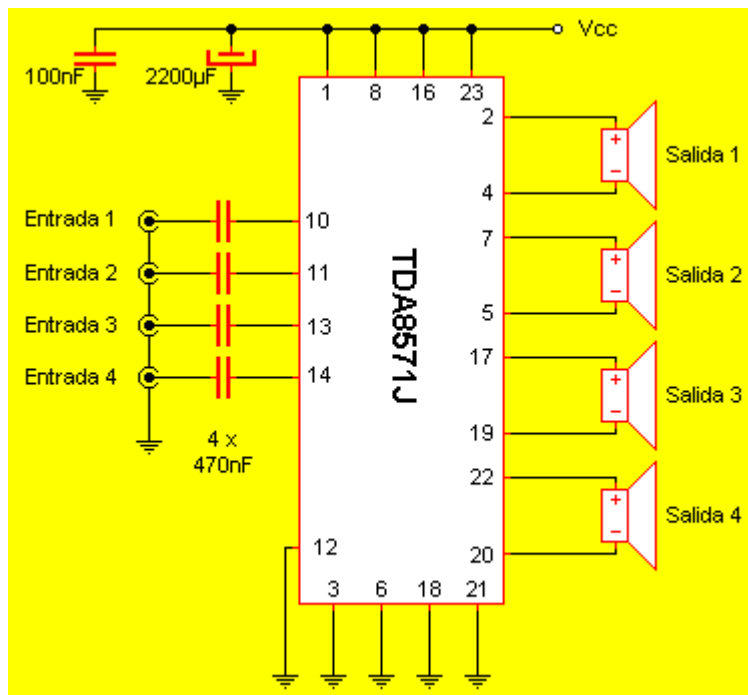 Vcc
100nF
2200µF
1
8
16
23
2
+
Salida 1
−
4
Entrada 1
10
7
+
Salida 2
−
5
Entrada 2
11
TDA8571J
Entrada 3
13
17
+
Salida 3
−
19
Entrada 4
14
4 x
470nF
22
+
Salida 4
−
20
12
3
6
18
21